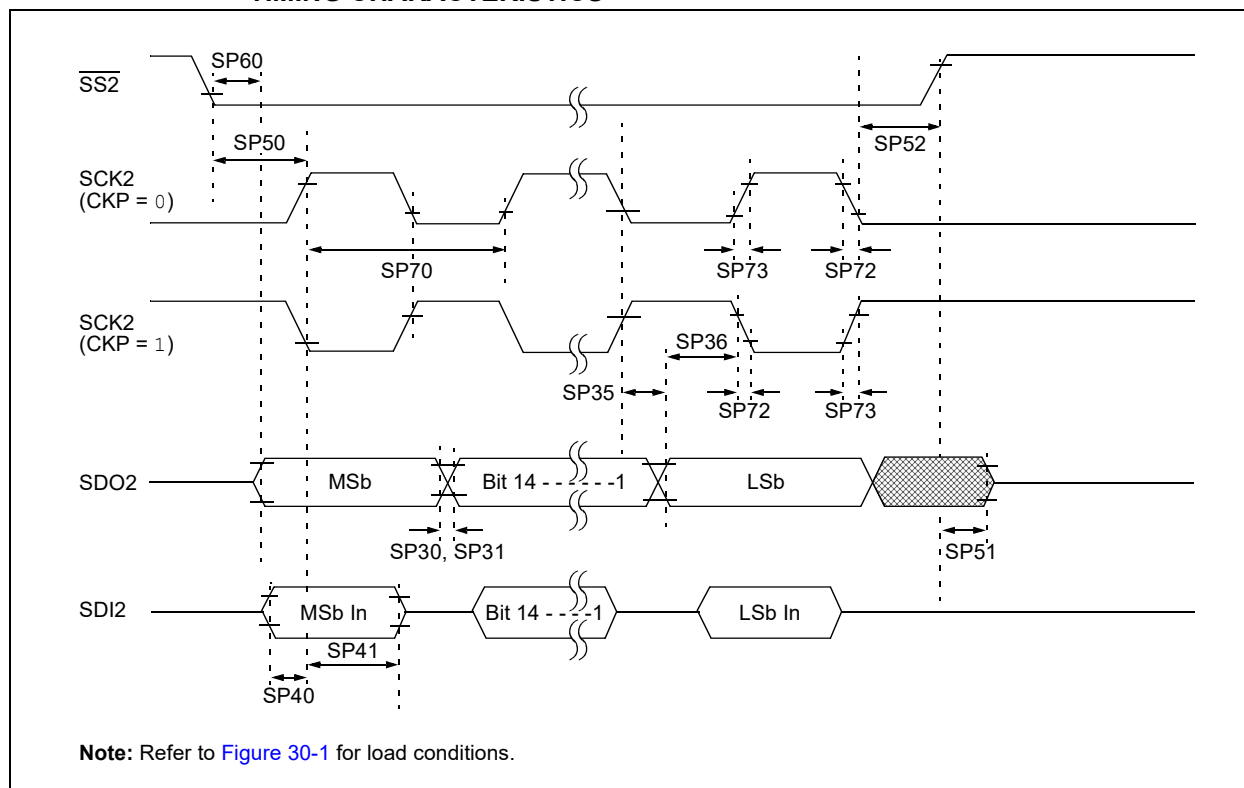 SP60
SS2
SP50
SP52
SCK2
(CKP = 0)
SP70
SP73
SP72
SCK2
(CKP = 1)
SP36
SP35
SP72
SP73
SDO2
MSb
Bit 14 - - - - - -1
LSb
SP30, SP31
SP51
SDI2
MSb In
Bit 14 - - - -1
LSb In
SP41
SP40
Note: Refer to Figure 30-1 for load conditions.